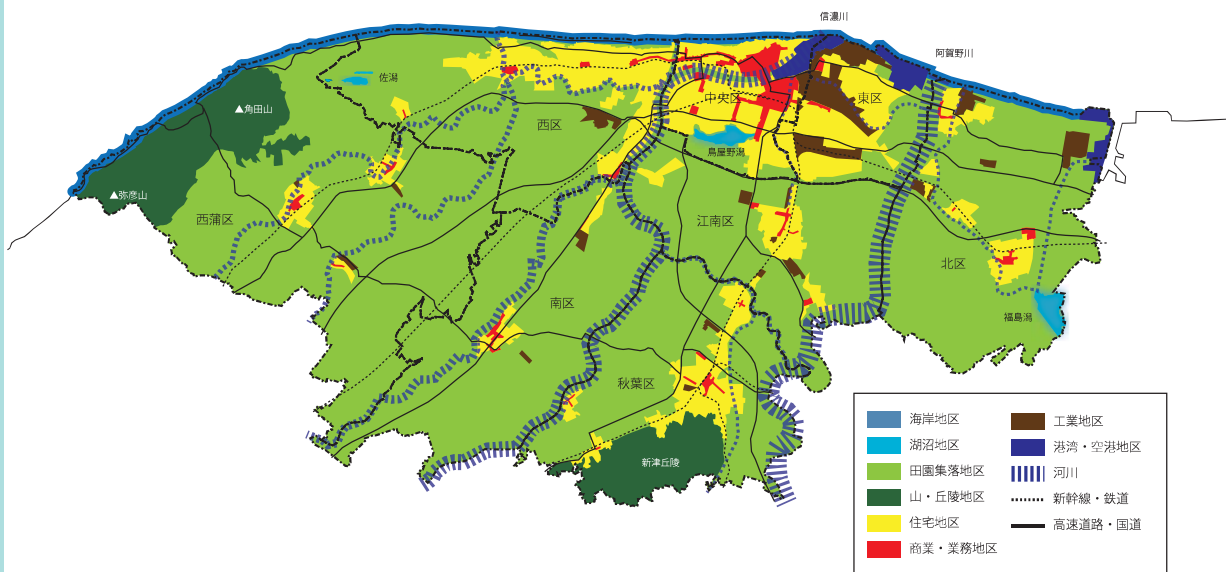 信濃川
阿賀野川
佐潟
▲角田山
中央区
東区
西区
鳥屋野潟
▲弥彦山
西蒲区
江南区
北区
南区
福島潟
秋葉区
新津丘陵
海岸地区
湖沼地区
田園集落地区
山・丘陵地区
住宅地区
商業・業務地区
工業地区
港湾・空港地区
河川
新幹線・鉄道
高速道路・国道